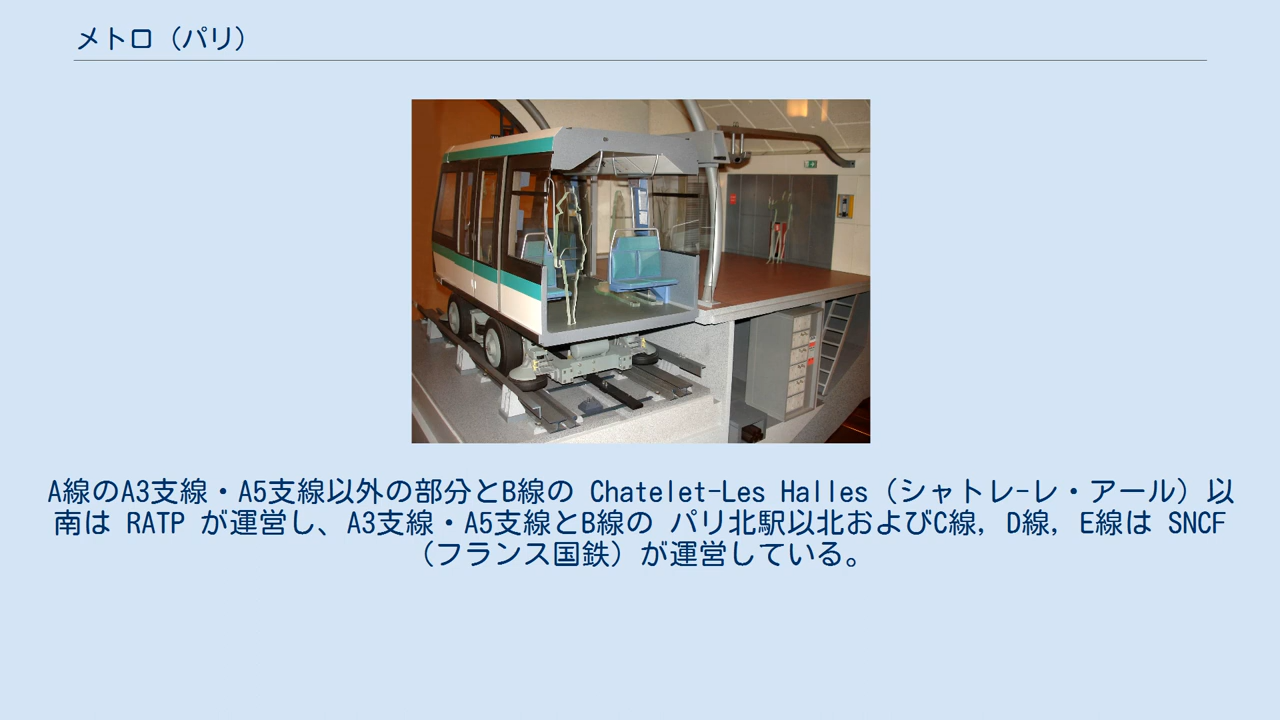 メトロ（パリ）
A線のA3支線・A5支線以外の部分とB線の Chatelet-Les Halles（シャトレ-レ・アール）以
南は RATP が運営し、A3支線・A5支線とB線の パリ北駅以北およびC線, D線, E線は SNCF
（フランス国鉄）が運営している。